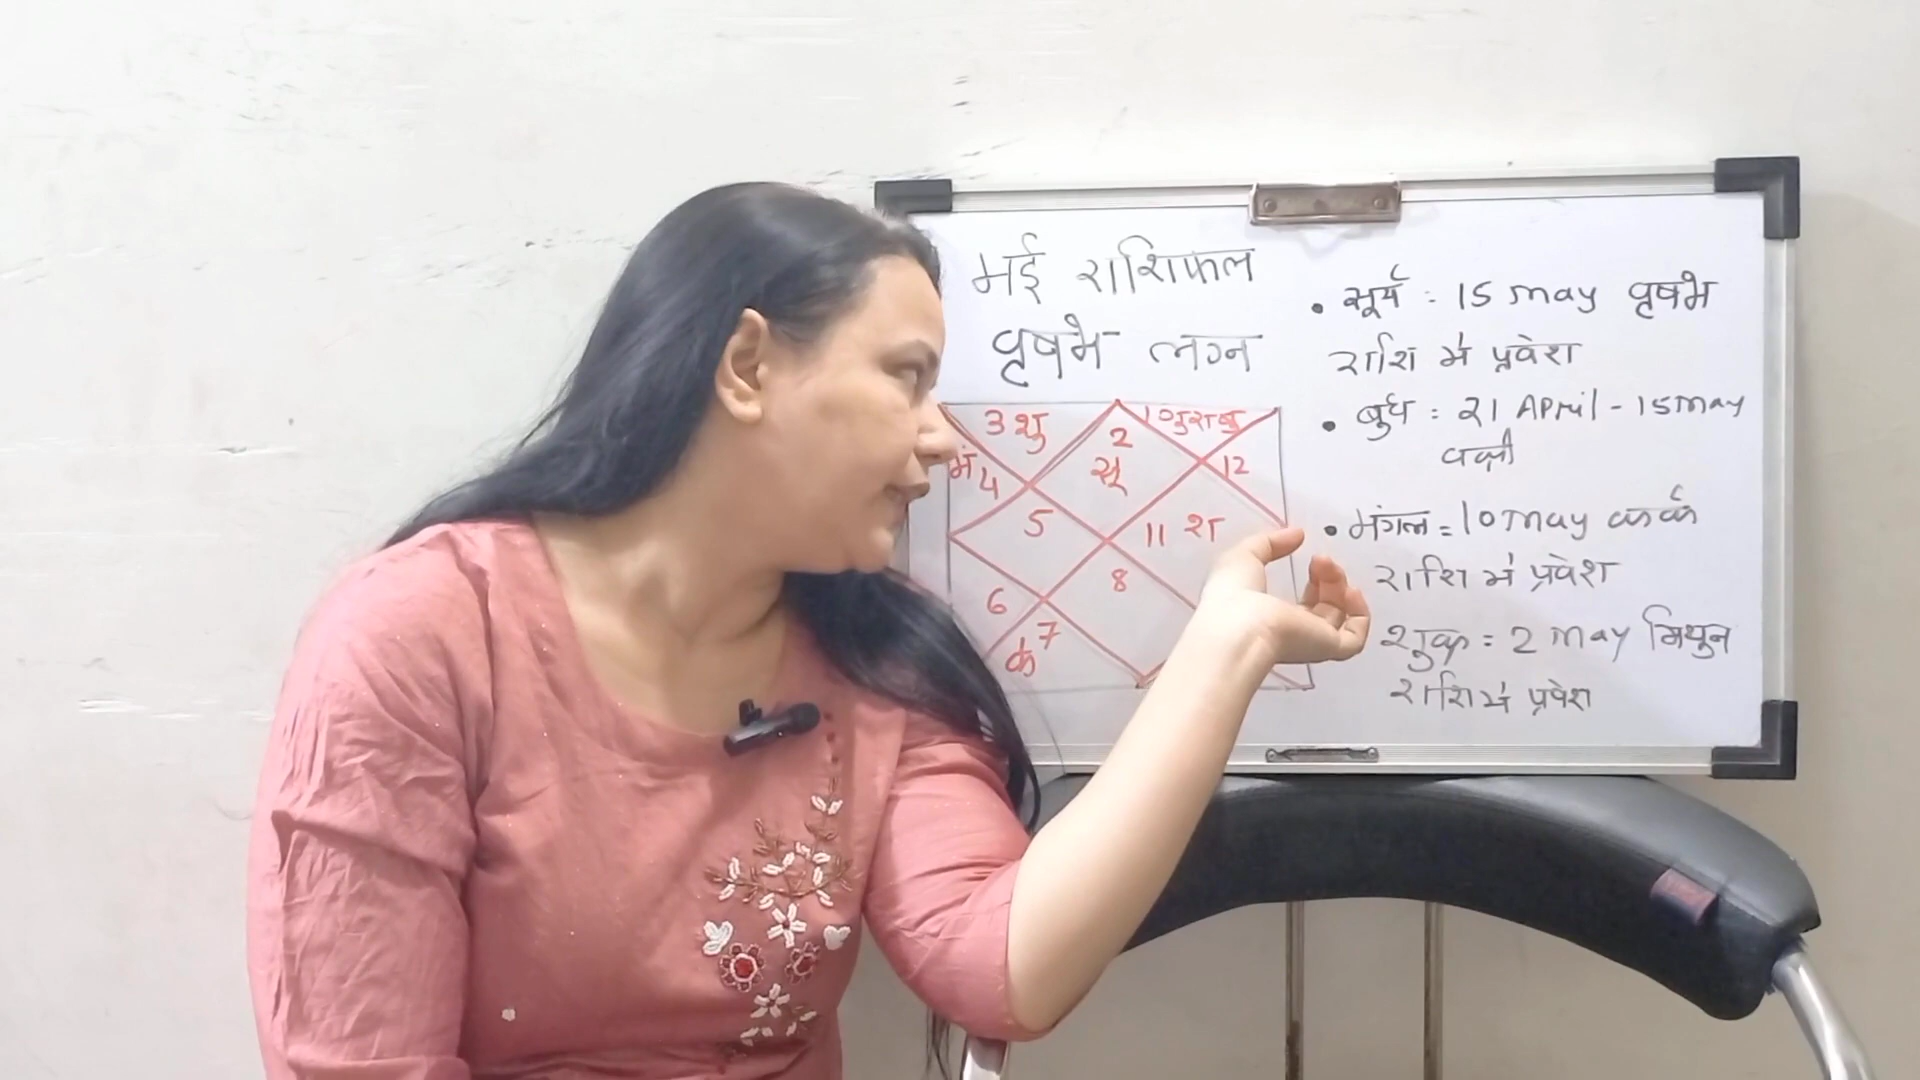 मई राशिफल
वृषभ लग्न
3 शु
2
सू
1 गु रा बु
12
मं
4
5
11 श
8
6
7
के
• सूर्य : 15 may वृषभ
राशि में प्रवेश
• बुध : 21 April - 15 may
वक्री
• मंगल = 10 may कर्क
राशि में प्रवेश
शुक्र = 2 may मिथुन
राशि में प्रवेश